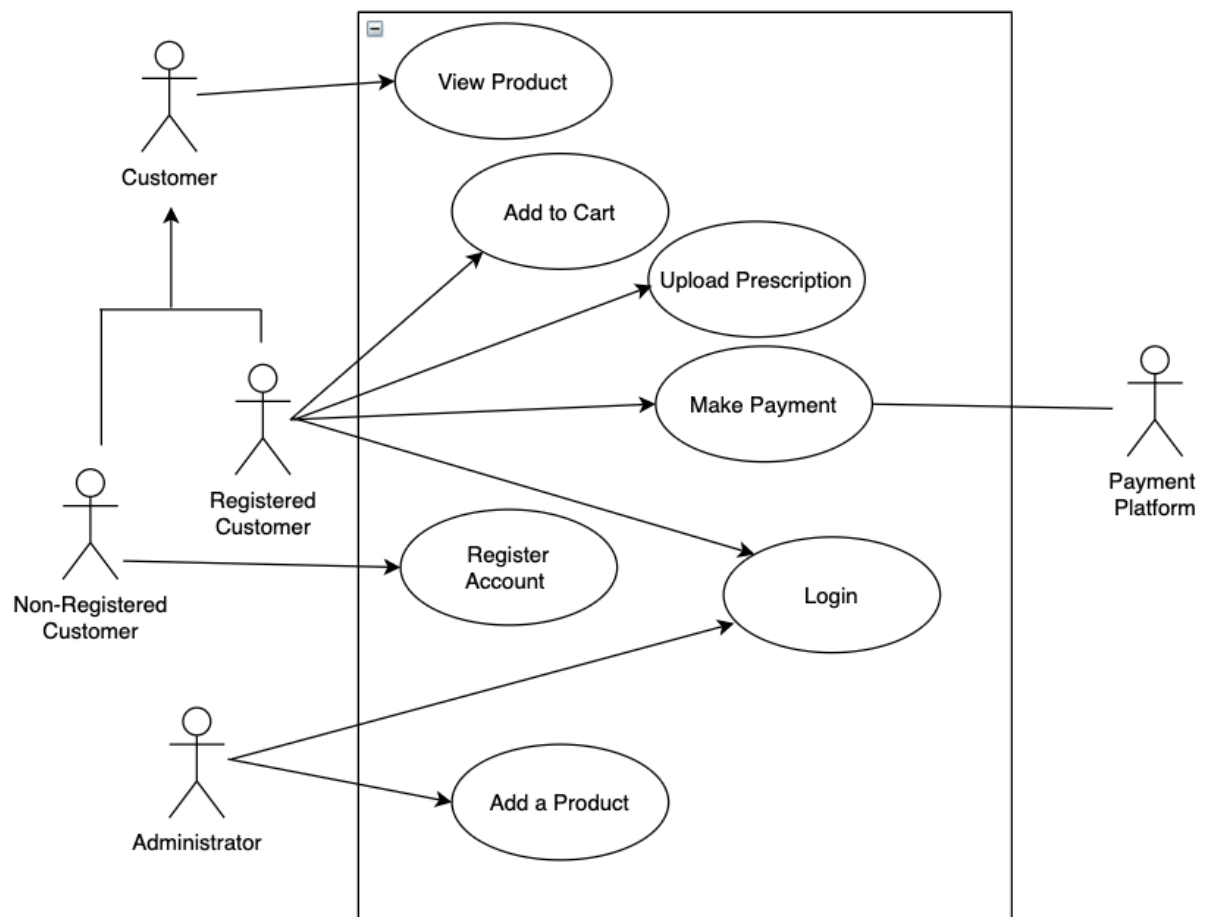 View Product
Customer
Add to Cart
Upload Prescription
Make Payment
Registered
Customer
Payment
Platform
Register
Account
Login
Non-Registered
Customer
Add a Product
Administrator